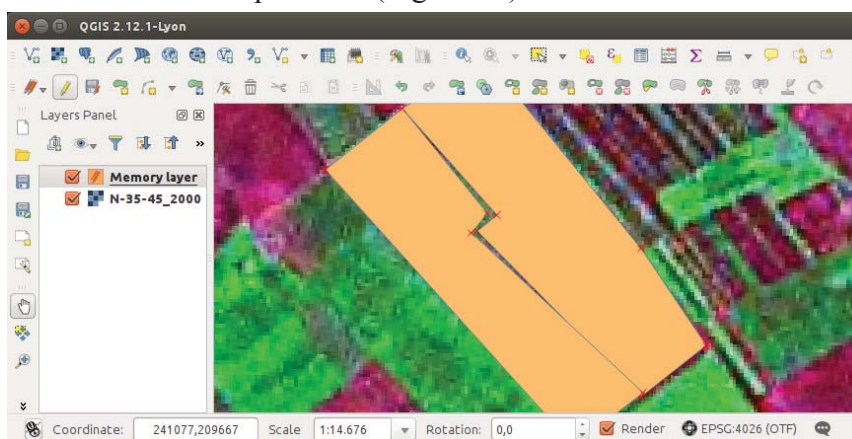 QGIS 2.12.1-Lyon
Layers Panel
Memory layer
N-35-45_2000
Coordinate: 241077,209667 Scale 1:14.676 Rotation: 0,0 Render EPSG:4026 (OTF)